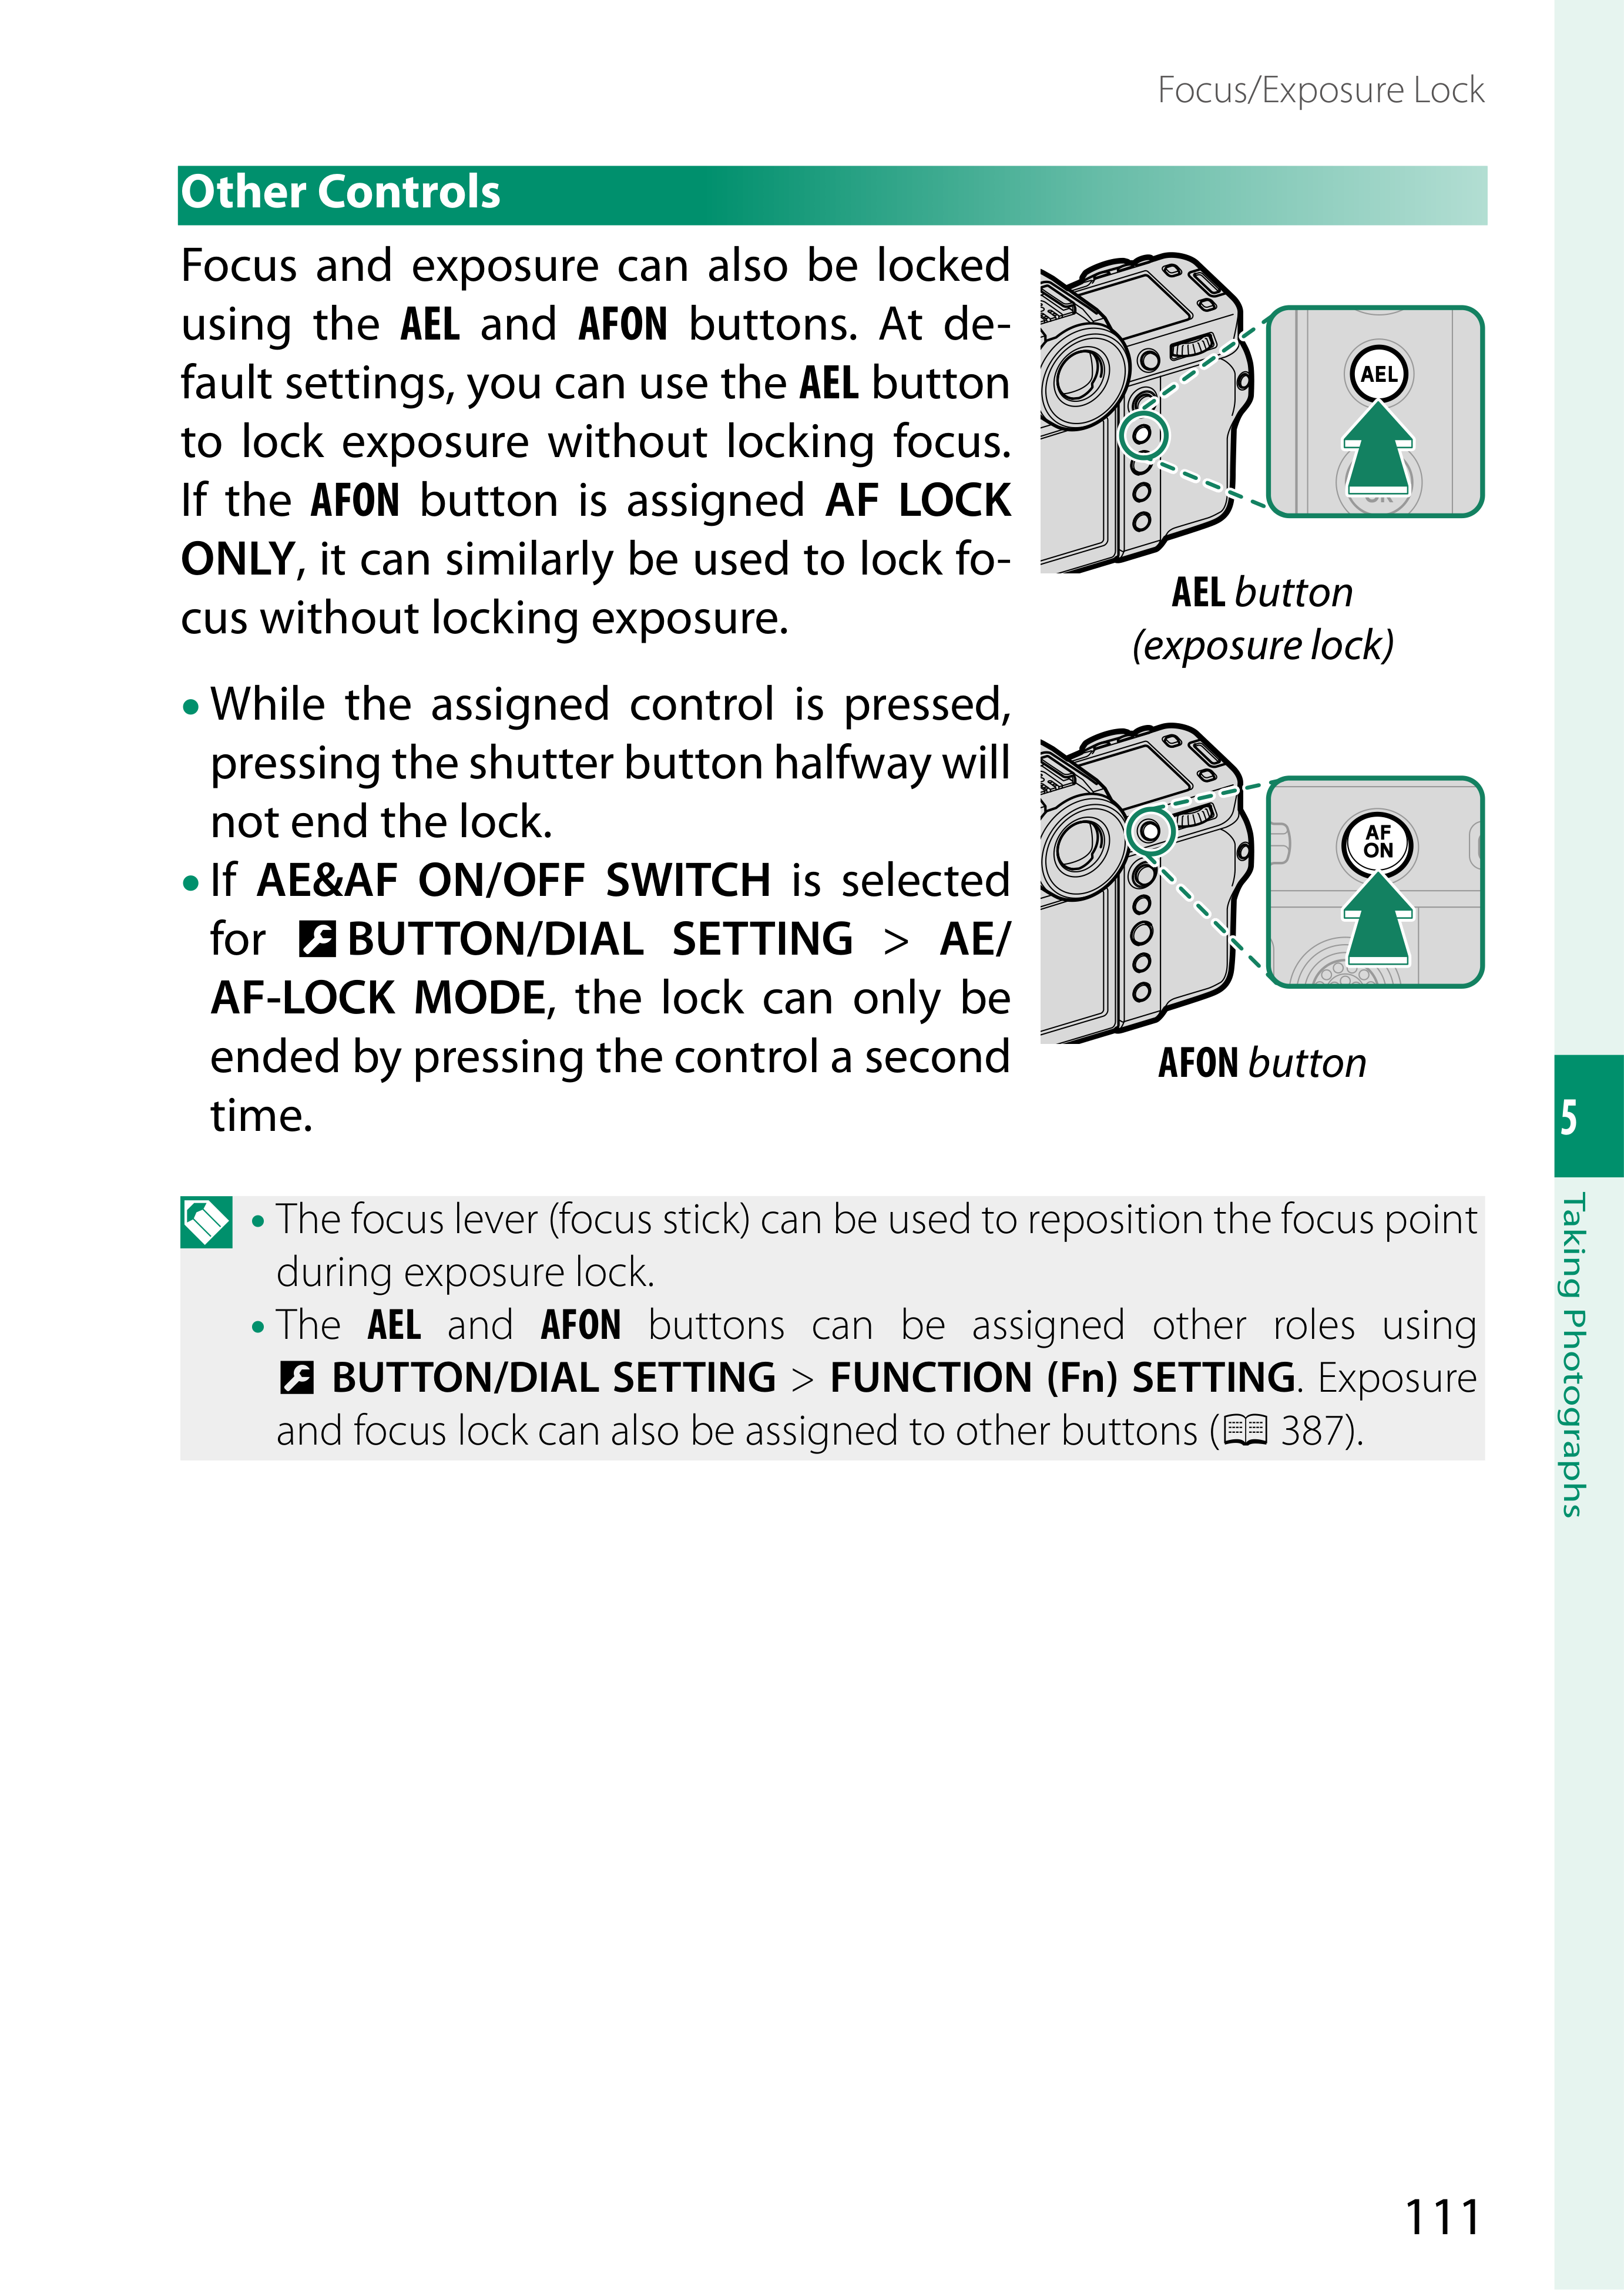 Focus/Exposure Lock
Other Controls
Focus and exposure can also be locked
using the AEL and AFON buttons. At de-
fault settings, you can use the AEL button
to lock exposure without locking focus.
If the AFON button is assigned AF LOCK
ONLY, it can similarly be used to lock fo-
cus without locking exposure.
AEL
AEL button
(exposure lock)
• While the assigned control is pressed,
pressing the shutter button halfway will
not end the lock.
• If AE&AF ON/OFF SWITCH is selected
for BUTTON/DIAL SETTING > AE/
AF-LOCK MODE, the lock can only be
ended by pressing the control a second
time.
AF
ON
AFON button
• The focus lever (focus stick) can be used to reposition the focus point
during exposure lock.
• The AEL and AFON buttons can be assigned other roles using
BUTTON/DIAL SETTING > FUNCTION (Fn) SETTING. Exposure
and focus lock can also be assigned to other buttons (387).
5
Taking Photographs
111